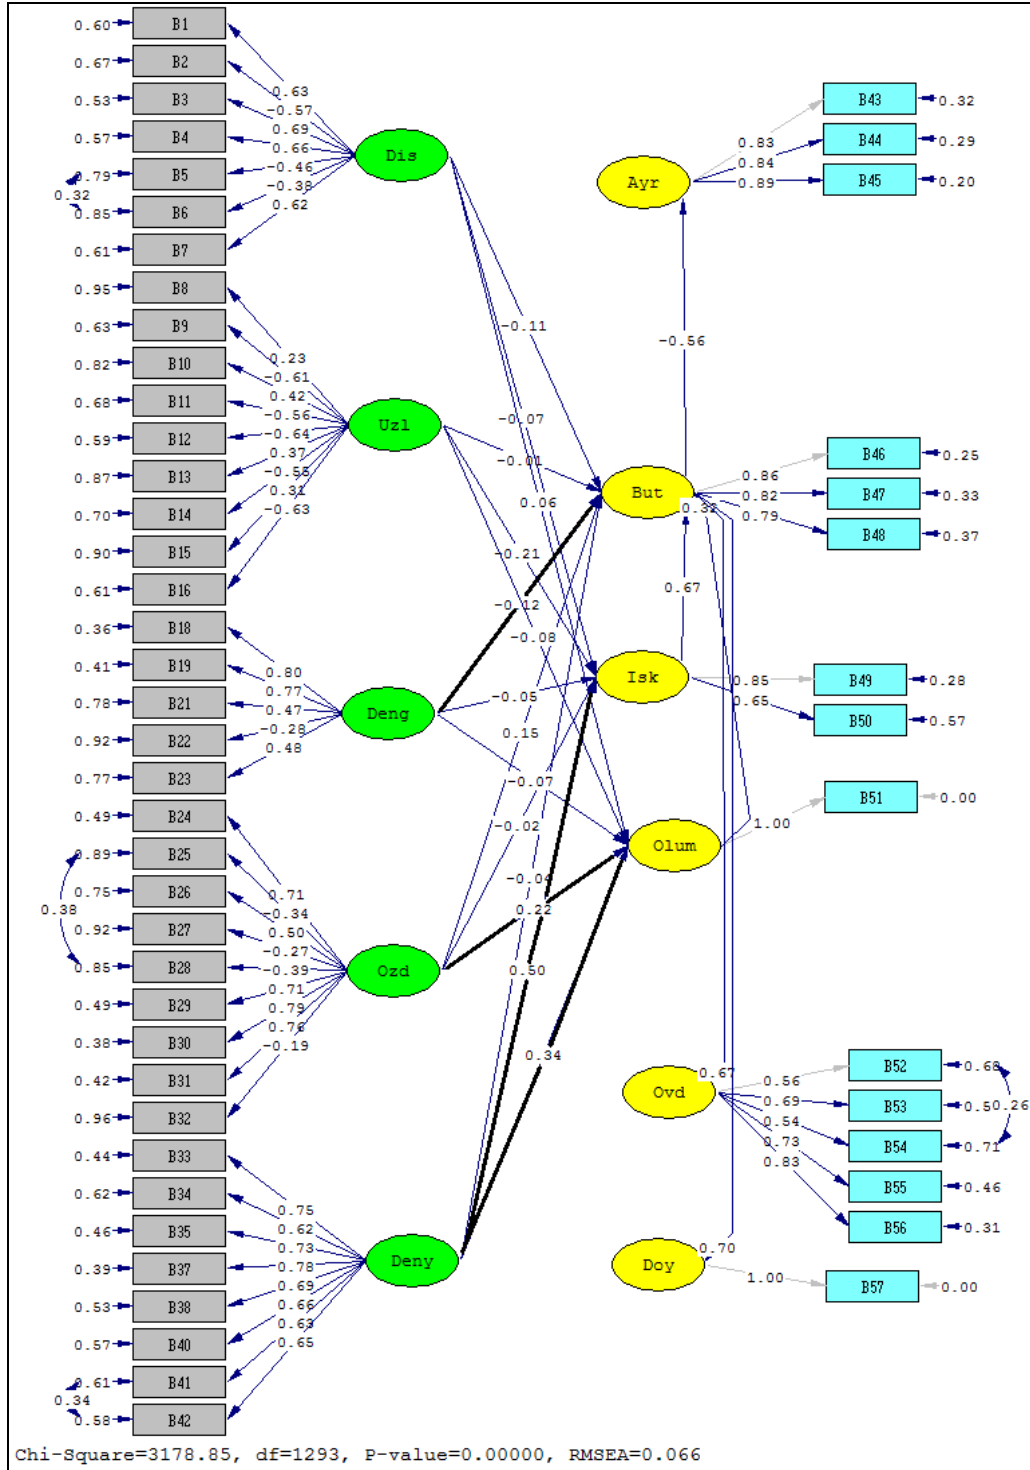 0.60 B1
0.67 B2
0.53 B3
0.57 B4
0.79 B5
0.32
0.85 B6
0.61 B7
0.63
-0.57
0.69
0.66
-0.46
-0.38
0.62
Dis
0.95 B8
0.63 B9
0.82 B10
0.68 B11
0.59 B12
0.87 B13
0.70 B14
0.90 B15
0.61 B16
0.23
-0.61
0.42
-0.56
-0.64
0.37
-0.55
0.31
-0.63
Uzl
0.36 B18
0.41 B19
0.78 B21
0.92 B22
0.77 B23
0.80
0.77
0.47
-0.28
0.48
Deng
0.49 B24
0.89 B25
0.75 B26
0.38
0.92 B27
0.85 B28
0.49 B29
0.38 B30
0.42 B31
0.96 B32
0.71
-0.34
0.50
-0.27
-0.39
0.71
0.79
0.76
-0.19
Ozd
0.44 B33
0.62 B34
0.46 B35
0.39 B37
0.53 B38
0.57 B40
0.61 B41
0.34
0.58 B42
0.75
0.62
0.73
0.78
0.69
0.66
0.63
0.65
Deny
-0.11
-0.07
-0.01
0.06
-0.21
-0.12
-0.08
-0.05
0.15
-0.07
-0.02
-0.04
0.22
0.50
0.34
Ayr
0.83
0.84
0.89
B43 0.32
B44 0.29
B45 0.20
-0.56
But
0.32
0.86
0.82
0.79
B46 0.25
B47 0.33
B48 0.37
0.67
Isk
0.85
0.65
B49 0.28
B50 0.57
Olum
1.00
B51 0.00
0.67
Ovd
0.56
0.69
0.54
0.73
0.83
B52 0.68
B53 0.50
0.26
B54 0.71
B55 0.46
B56 0.31
0.70
Doy
1.00
B57 0.00
Chi-Square=3178.85, df=1293, P-value=0.00000, RMSEA=0.066